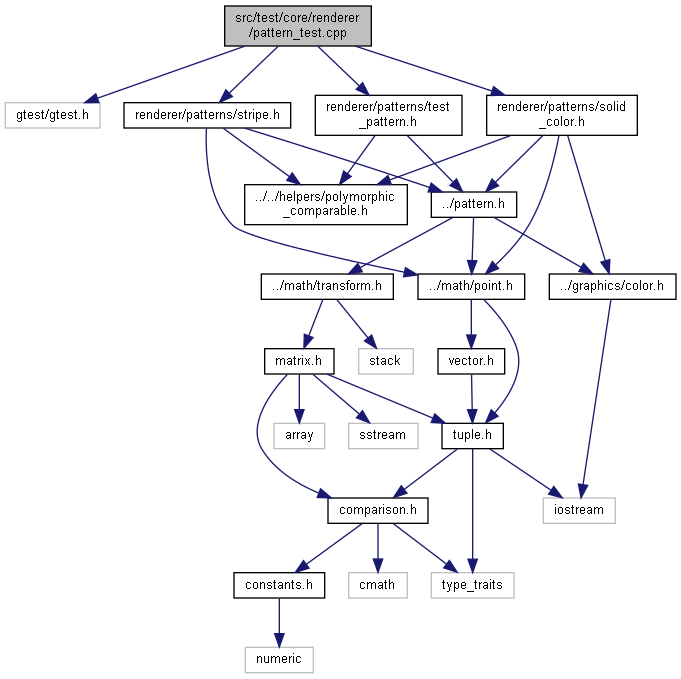 src/test/core/renderer
/pattern_test.cpp
gtest/gtest.h
renderer/patterns/stripe.h
renderer/patterns/test
_pattern.h
renderer/patterns/solid
_color.h
../../helpers/polymorphic
_comparable.h
../pattern.h
../math/transform.h
../math/point.h
../graphics/color.h
matrix.h
stack
vector.h
array
sstream
tuple.h
comparison.h
iostream
constants.h
cmath
type_traits
numeric